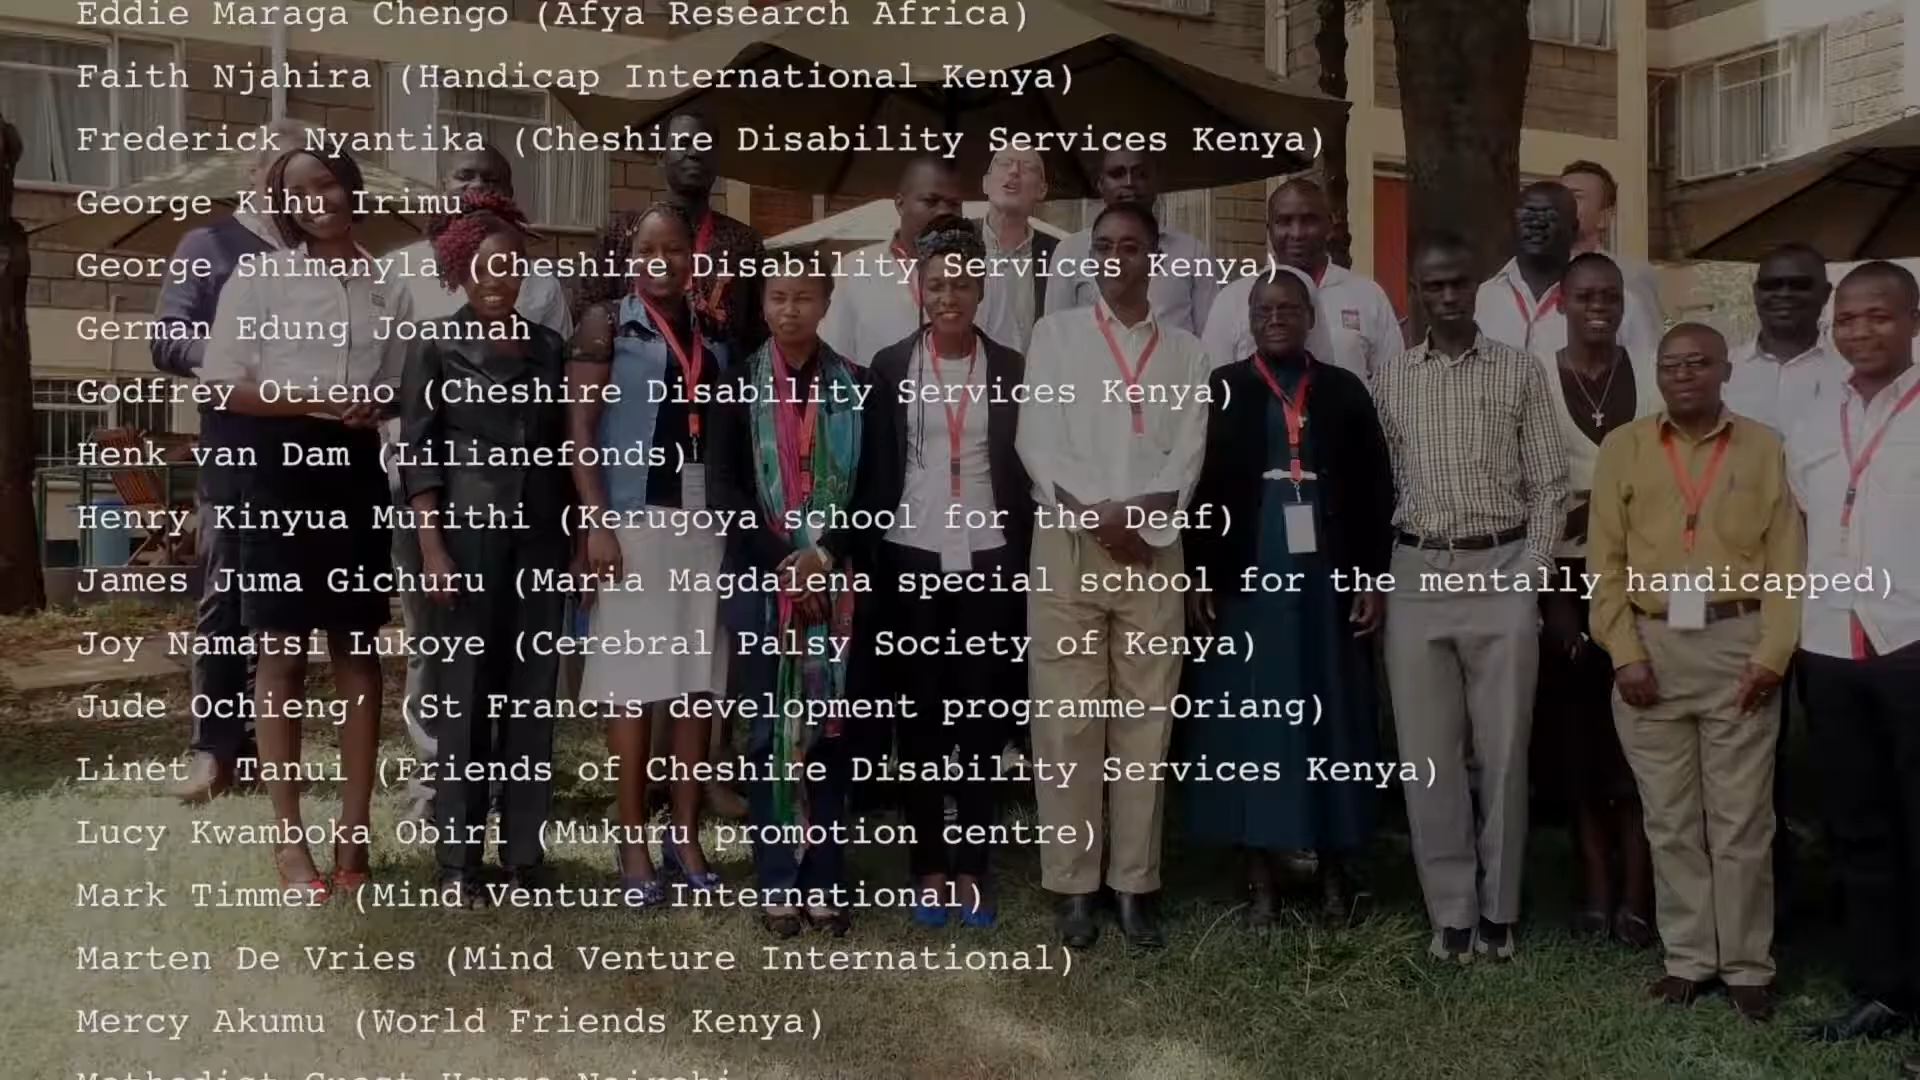 Eddie Maraga Chengo (Afya Research Africa)
Faith Njahira (Handicap International Kenya)
Frederick Nyantika (Cheshire Disability Services Kenya)
George Kihu Irimu
George Shimanyla (Cheshire Disability Services Kenya)
German Edung Joannah
Godfrey Otieno (Cheshire Disability Services Kenya)
Henk van Dam (Lilianefonds)
Henry Kinyua Murithi (Kerugoya school for the Deaf)
James Juma Gichuru (Maria Magdalena special school for the mentally handicapped)
Joy Namatsi Lukoye (Cerebral Palsy Society of Kenya)
Jude Ochieng’ (St Francis development programme-Oriang)
Linet  Tanui (Friends of Cheshire Disability Services Kenya)
Lucy Kwamboka Obiri (Mukuru promotion centre)
Mark Timmer (Mind Venture International)
Marten De Vries (Mind Venture International)
Mercy Akumu (World Friends Kenya)
Methodist Guest House Nairobi